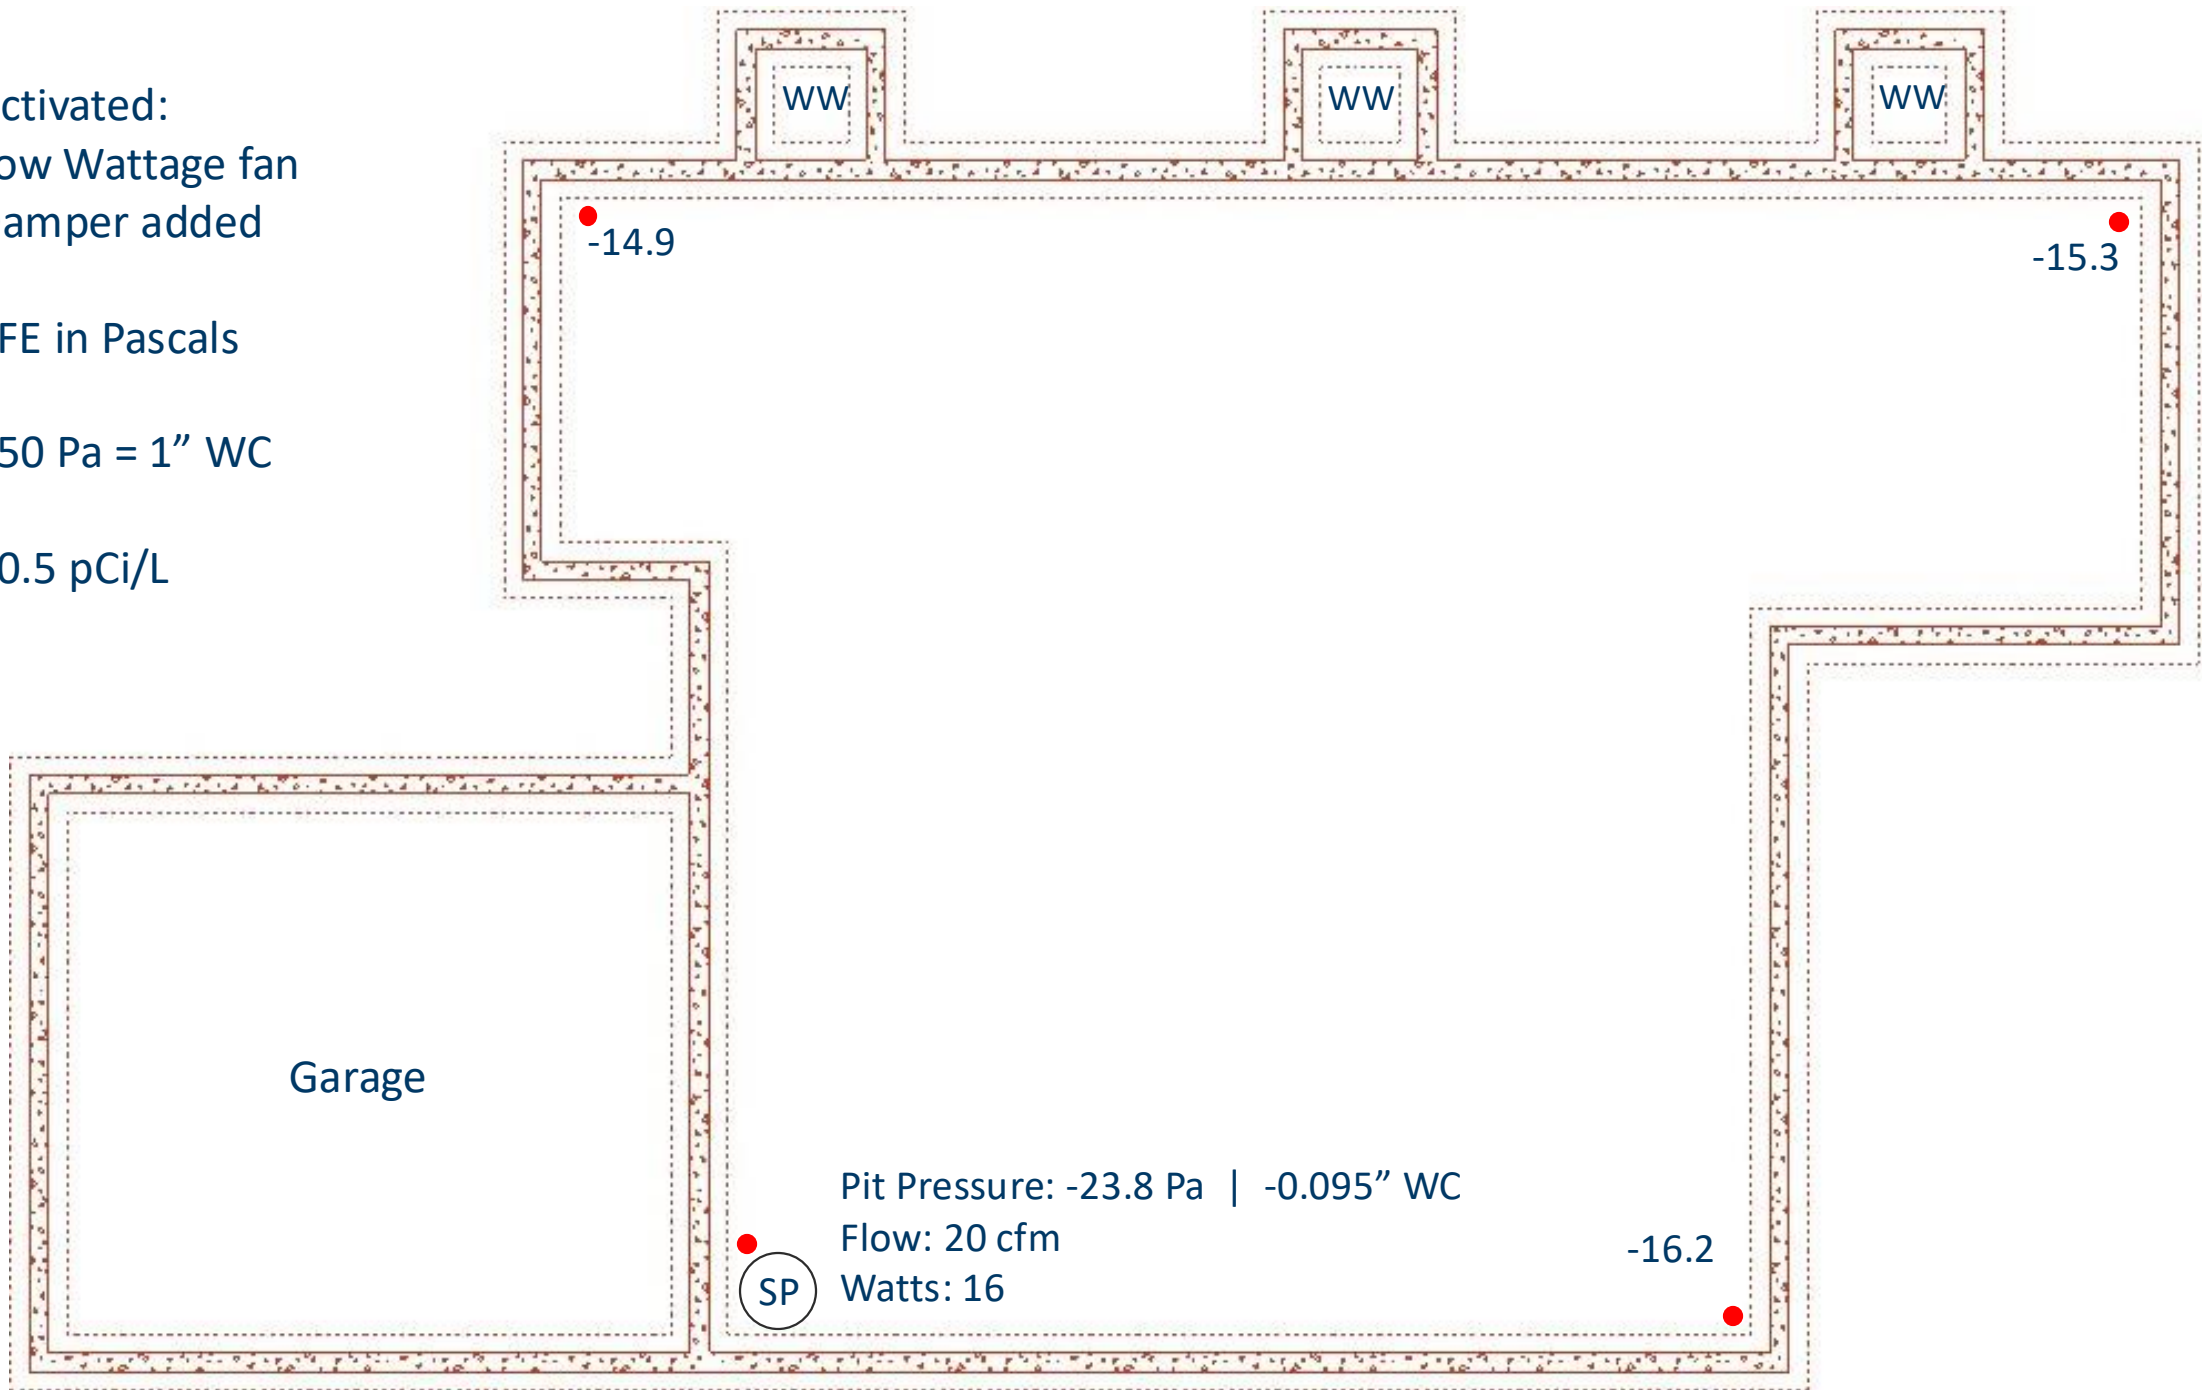 ctivated:
ow Wattage fan
amper added
FE in Pascals
50 Pa = 1” WC
0.5 pCi/L
WW
WW
WW
-14.9
-15.3
Garage
Pit Pressure: -23.8 Pa | -0.095” WC
Flow: 20 cfm
-16.2
SP
Watts: 16